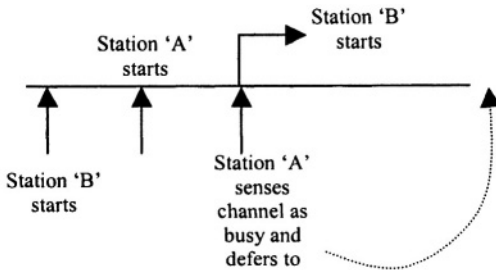 Station ‘A’
starts
Station ‘B’
starts
Station ‘B’
starts
Station ‘A’
senses
channel as
busy and
defers to